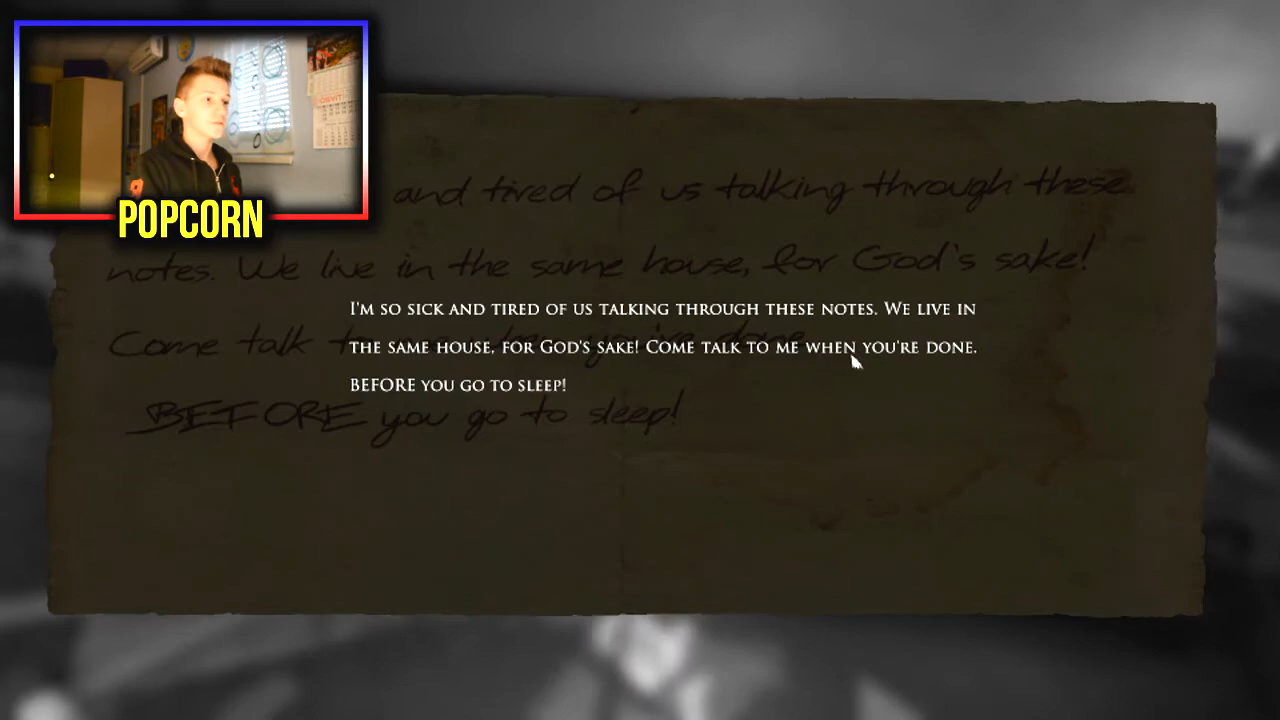 POPCORN
and tired of us talking through these
notes. We live in the same house, for God's sake!
Come talk
BEFORE you go to sleep!
I'M SO SICK AND TIRED OF US TALKING THROUGH THESE NOTES. WE LIVE IN
THE SAME HOUSE, FOR GOD'S SAKE! COME TALK TO ME WHEN YOU'RE DONE.
BEFORE YOU GO TO SLEEP!